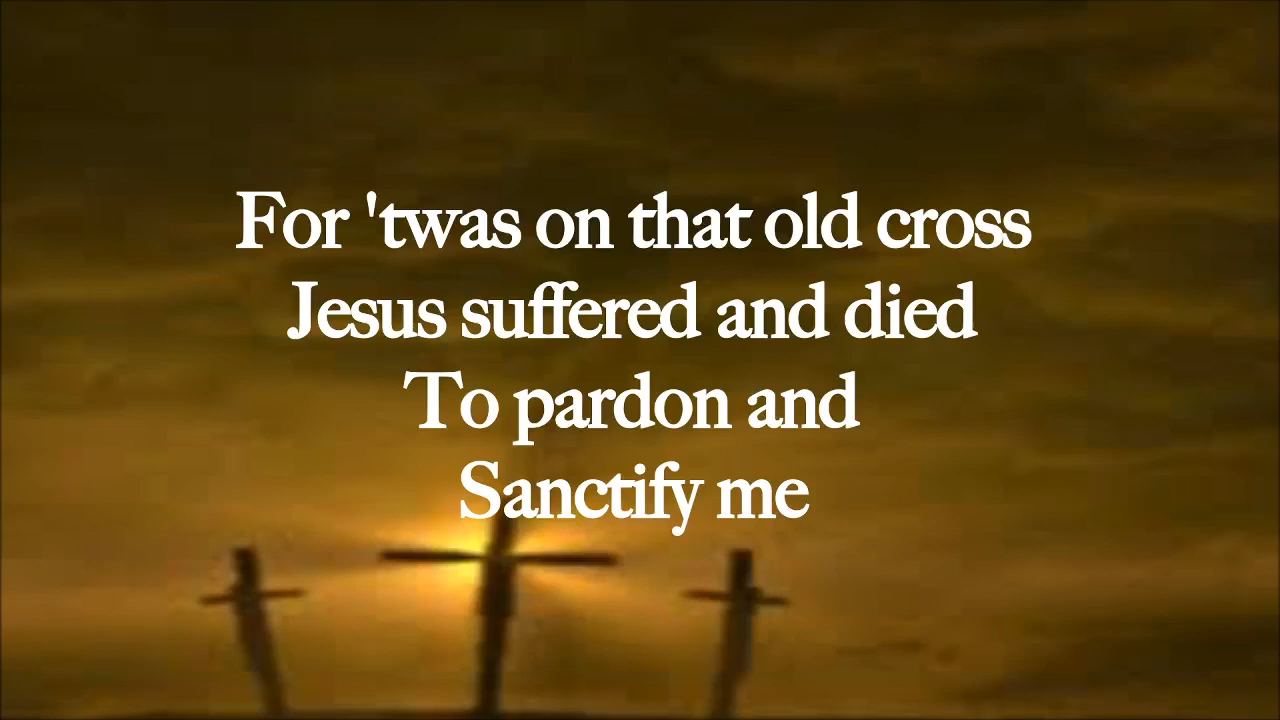 For 'twas on that old cross
Jesus suffered and died
To pardon and
Sanctify me